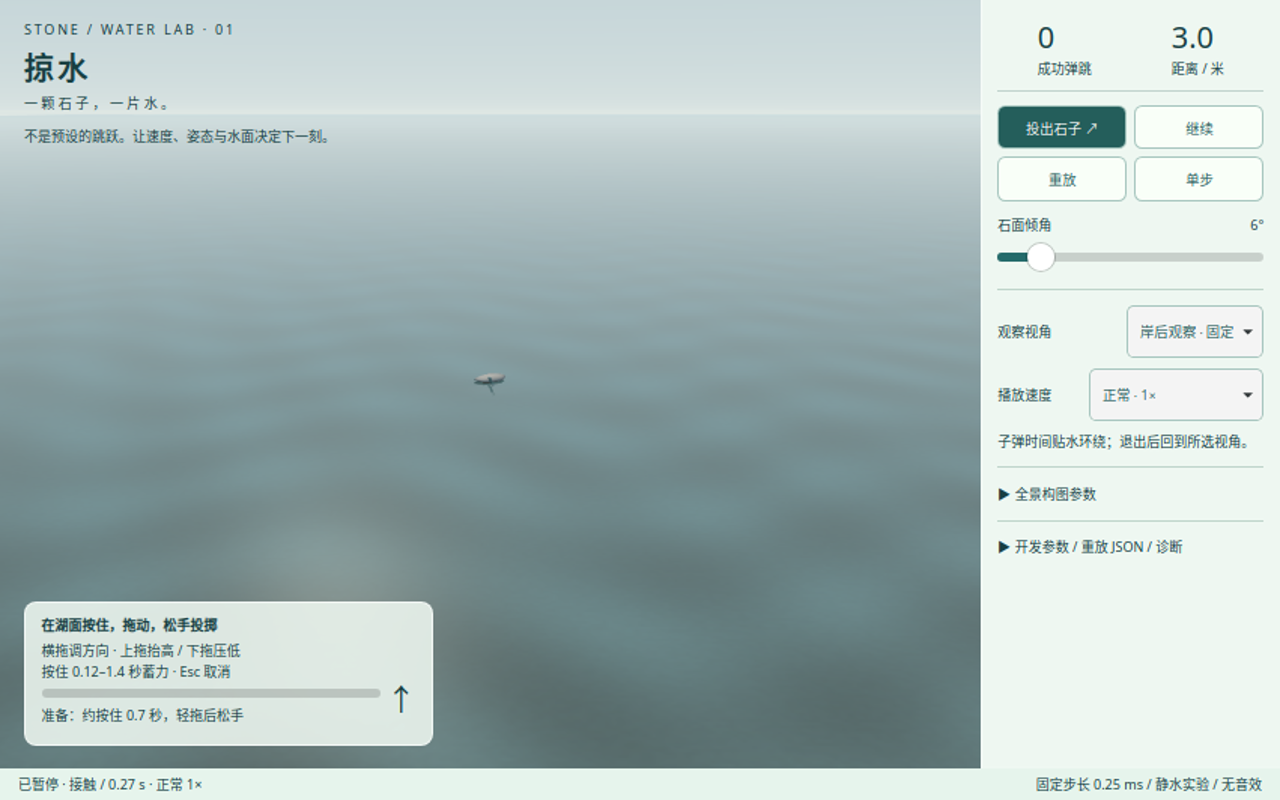 STONE / WATER LAB · 01
掠水
一颗石子，一片水。
不是预设的跳跃。让速度、姿态与水面决定下一刻。
0
成功弹跳
3.0
距离 / 米
投出石子 ↗
继续
重放
单步
石面倾角
6°
观察视角
岸后观察 · 固定
播放速度
正常 · 1×
子弹时间贴水环绕；退出后回到所选视角。
▶ 全景构图参数
▶ 开发参数 / 重放 JSON / 诊断
在湖面按住，拖动，松手投掷
横拖调方向 · 上拖抬高 / 下拖压低
按住 0.12–1.4 秒蓄力 · Esc 取消
↑
准备：约按住 0.7 秒，轻拖后松手
已暂停 · 接触 / 0.27 s · 正常 1×
固定步长 0.25 ms / 静水实验 / 无音效